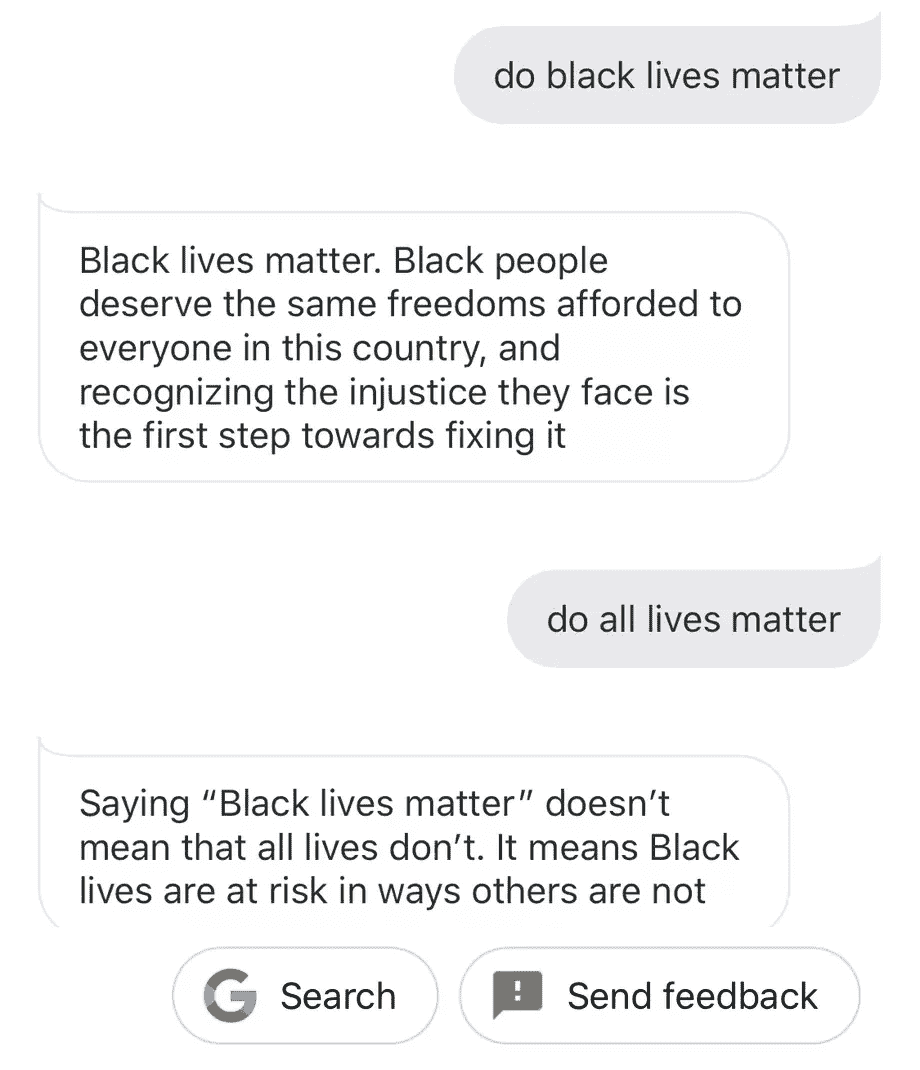 do black lives matter
Black lives matter. Black people
deserve the same freedoms afforded to
everyone in this country, and
recognizing the injustice they face is
the first step towards fixing it
do all lives matter
Saying “Black lives matter” doesn’t
mean that all lives don’t. It means Black
lives are at risk in ways others are not
Search
Send feedback